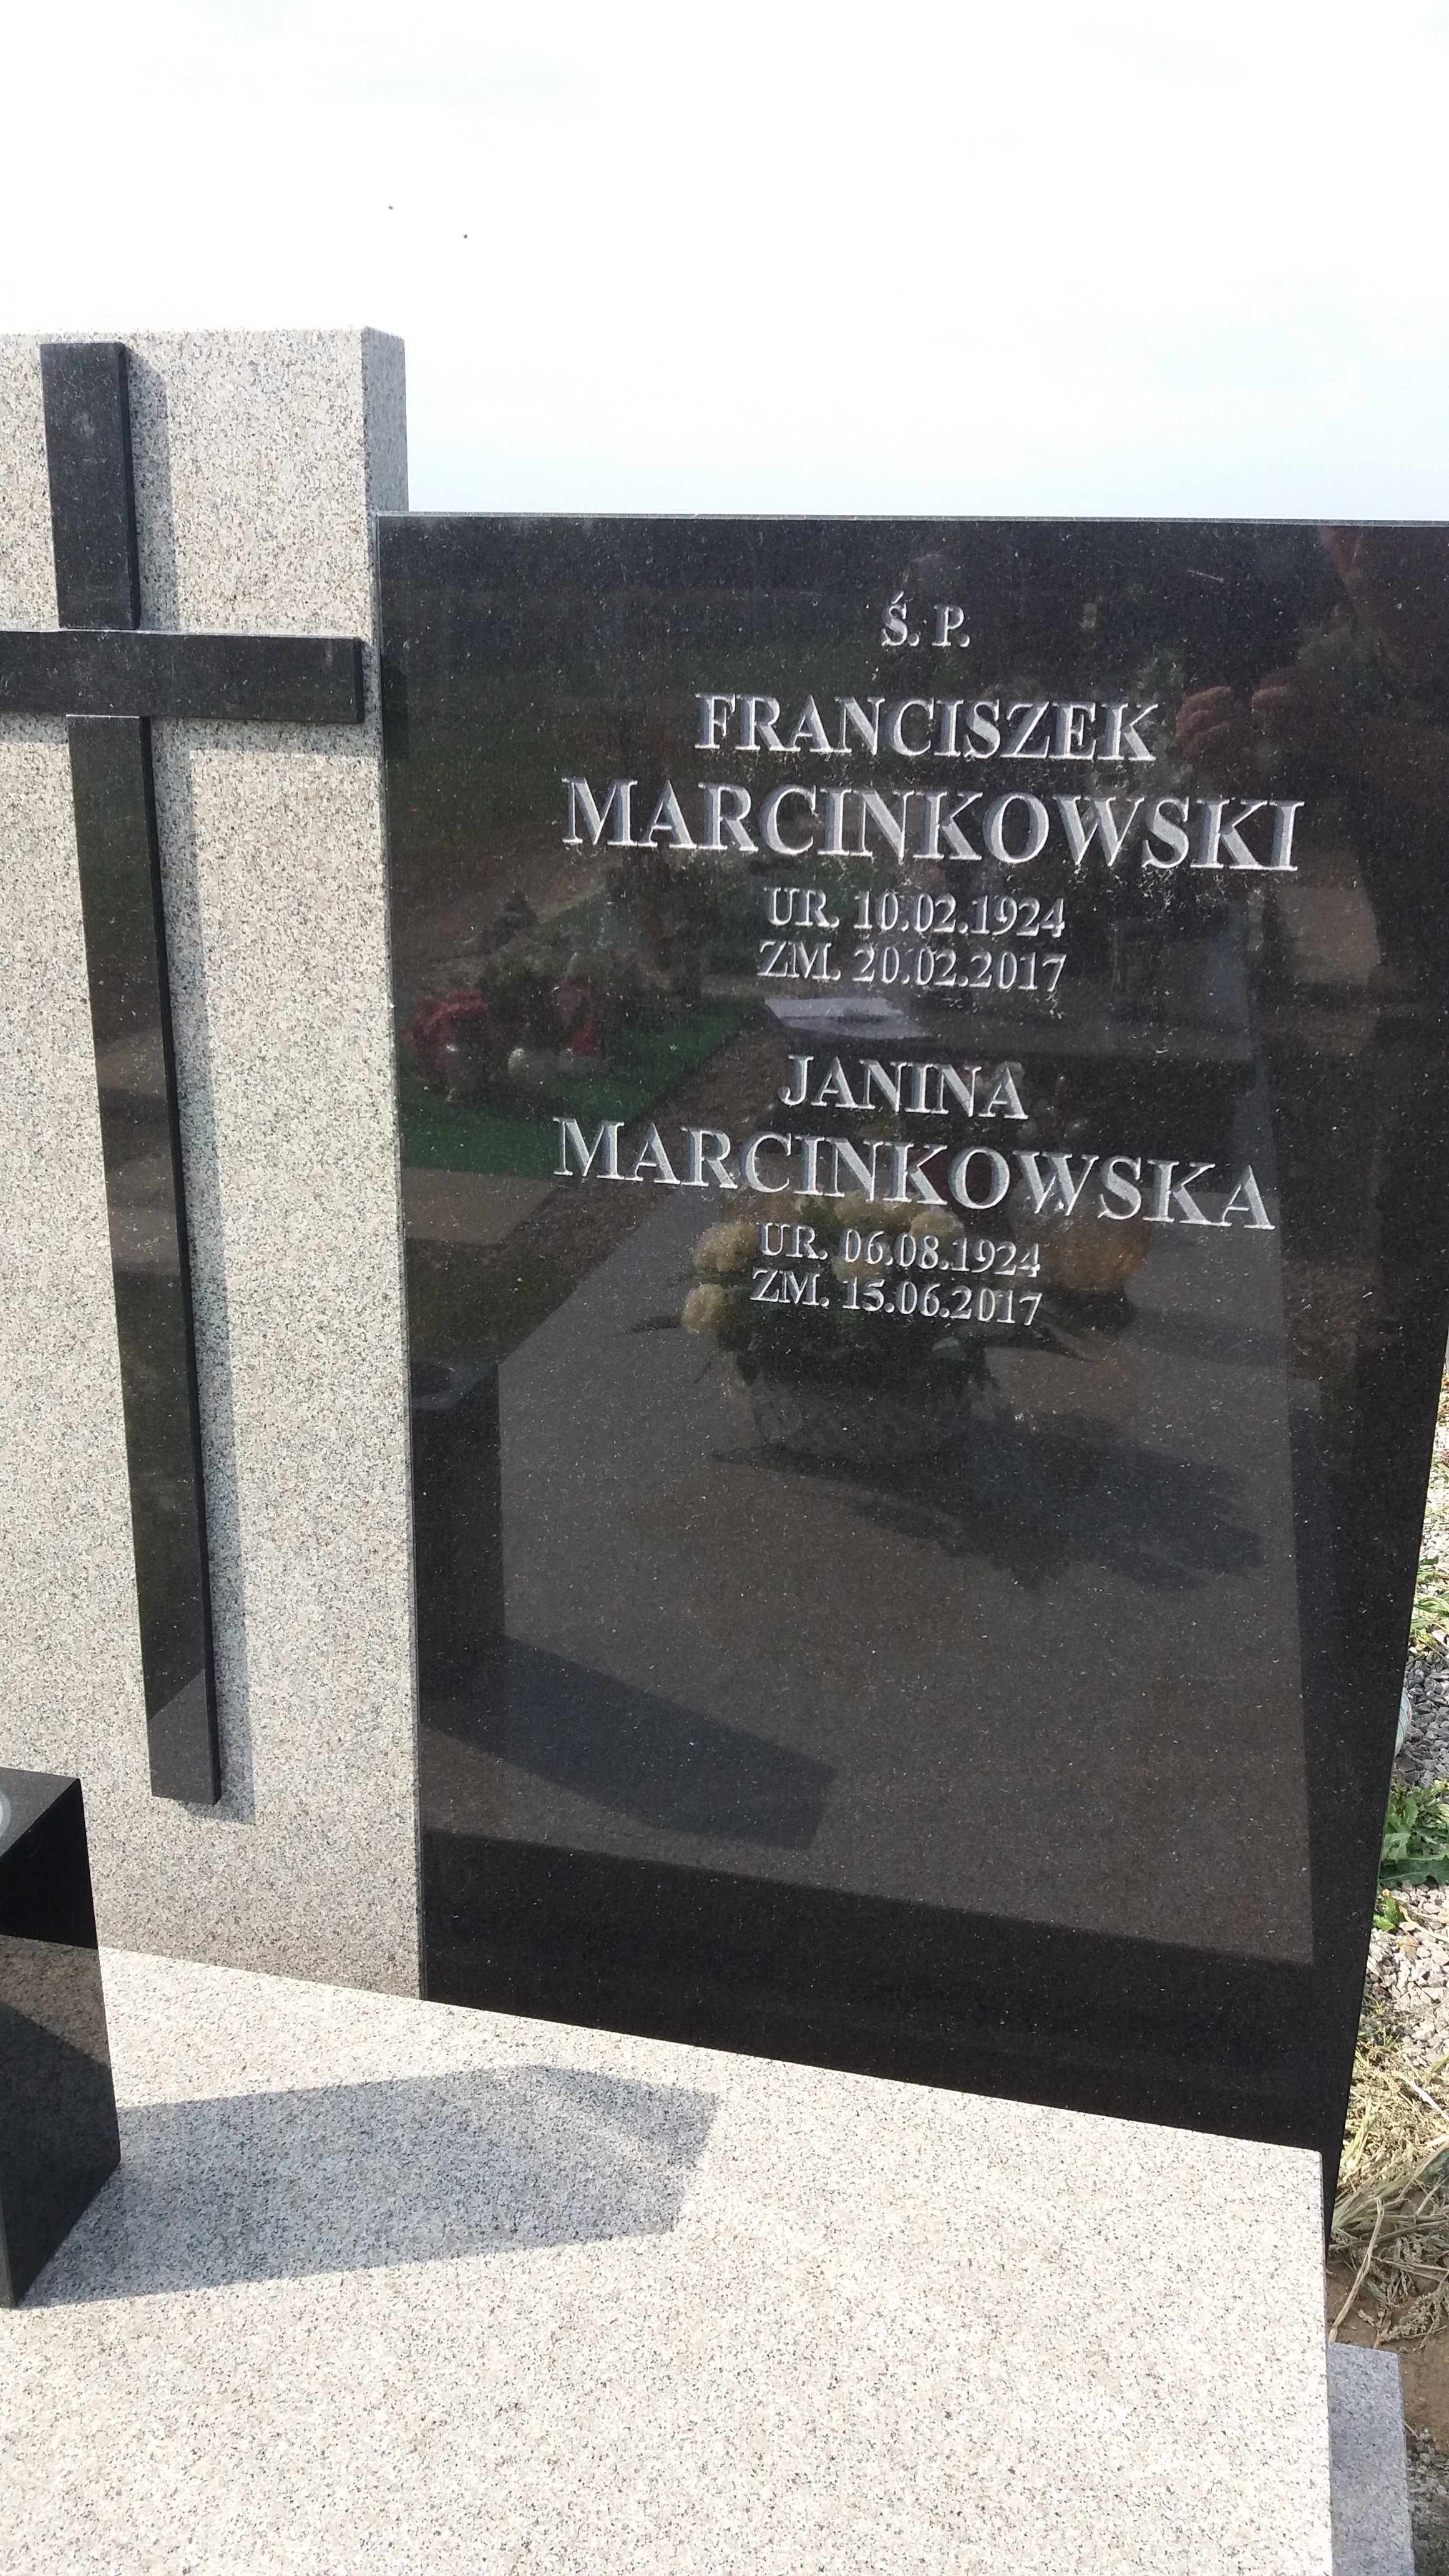 Ś. P.
FRANCISZEK
MARCINKOWSKI
UR. 10.02.1924
ZM. 20.02.2017
JANINA
MARCINKOWSKA
UR. 06.08.1924
ZM. 15.06.2017